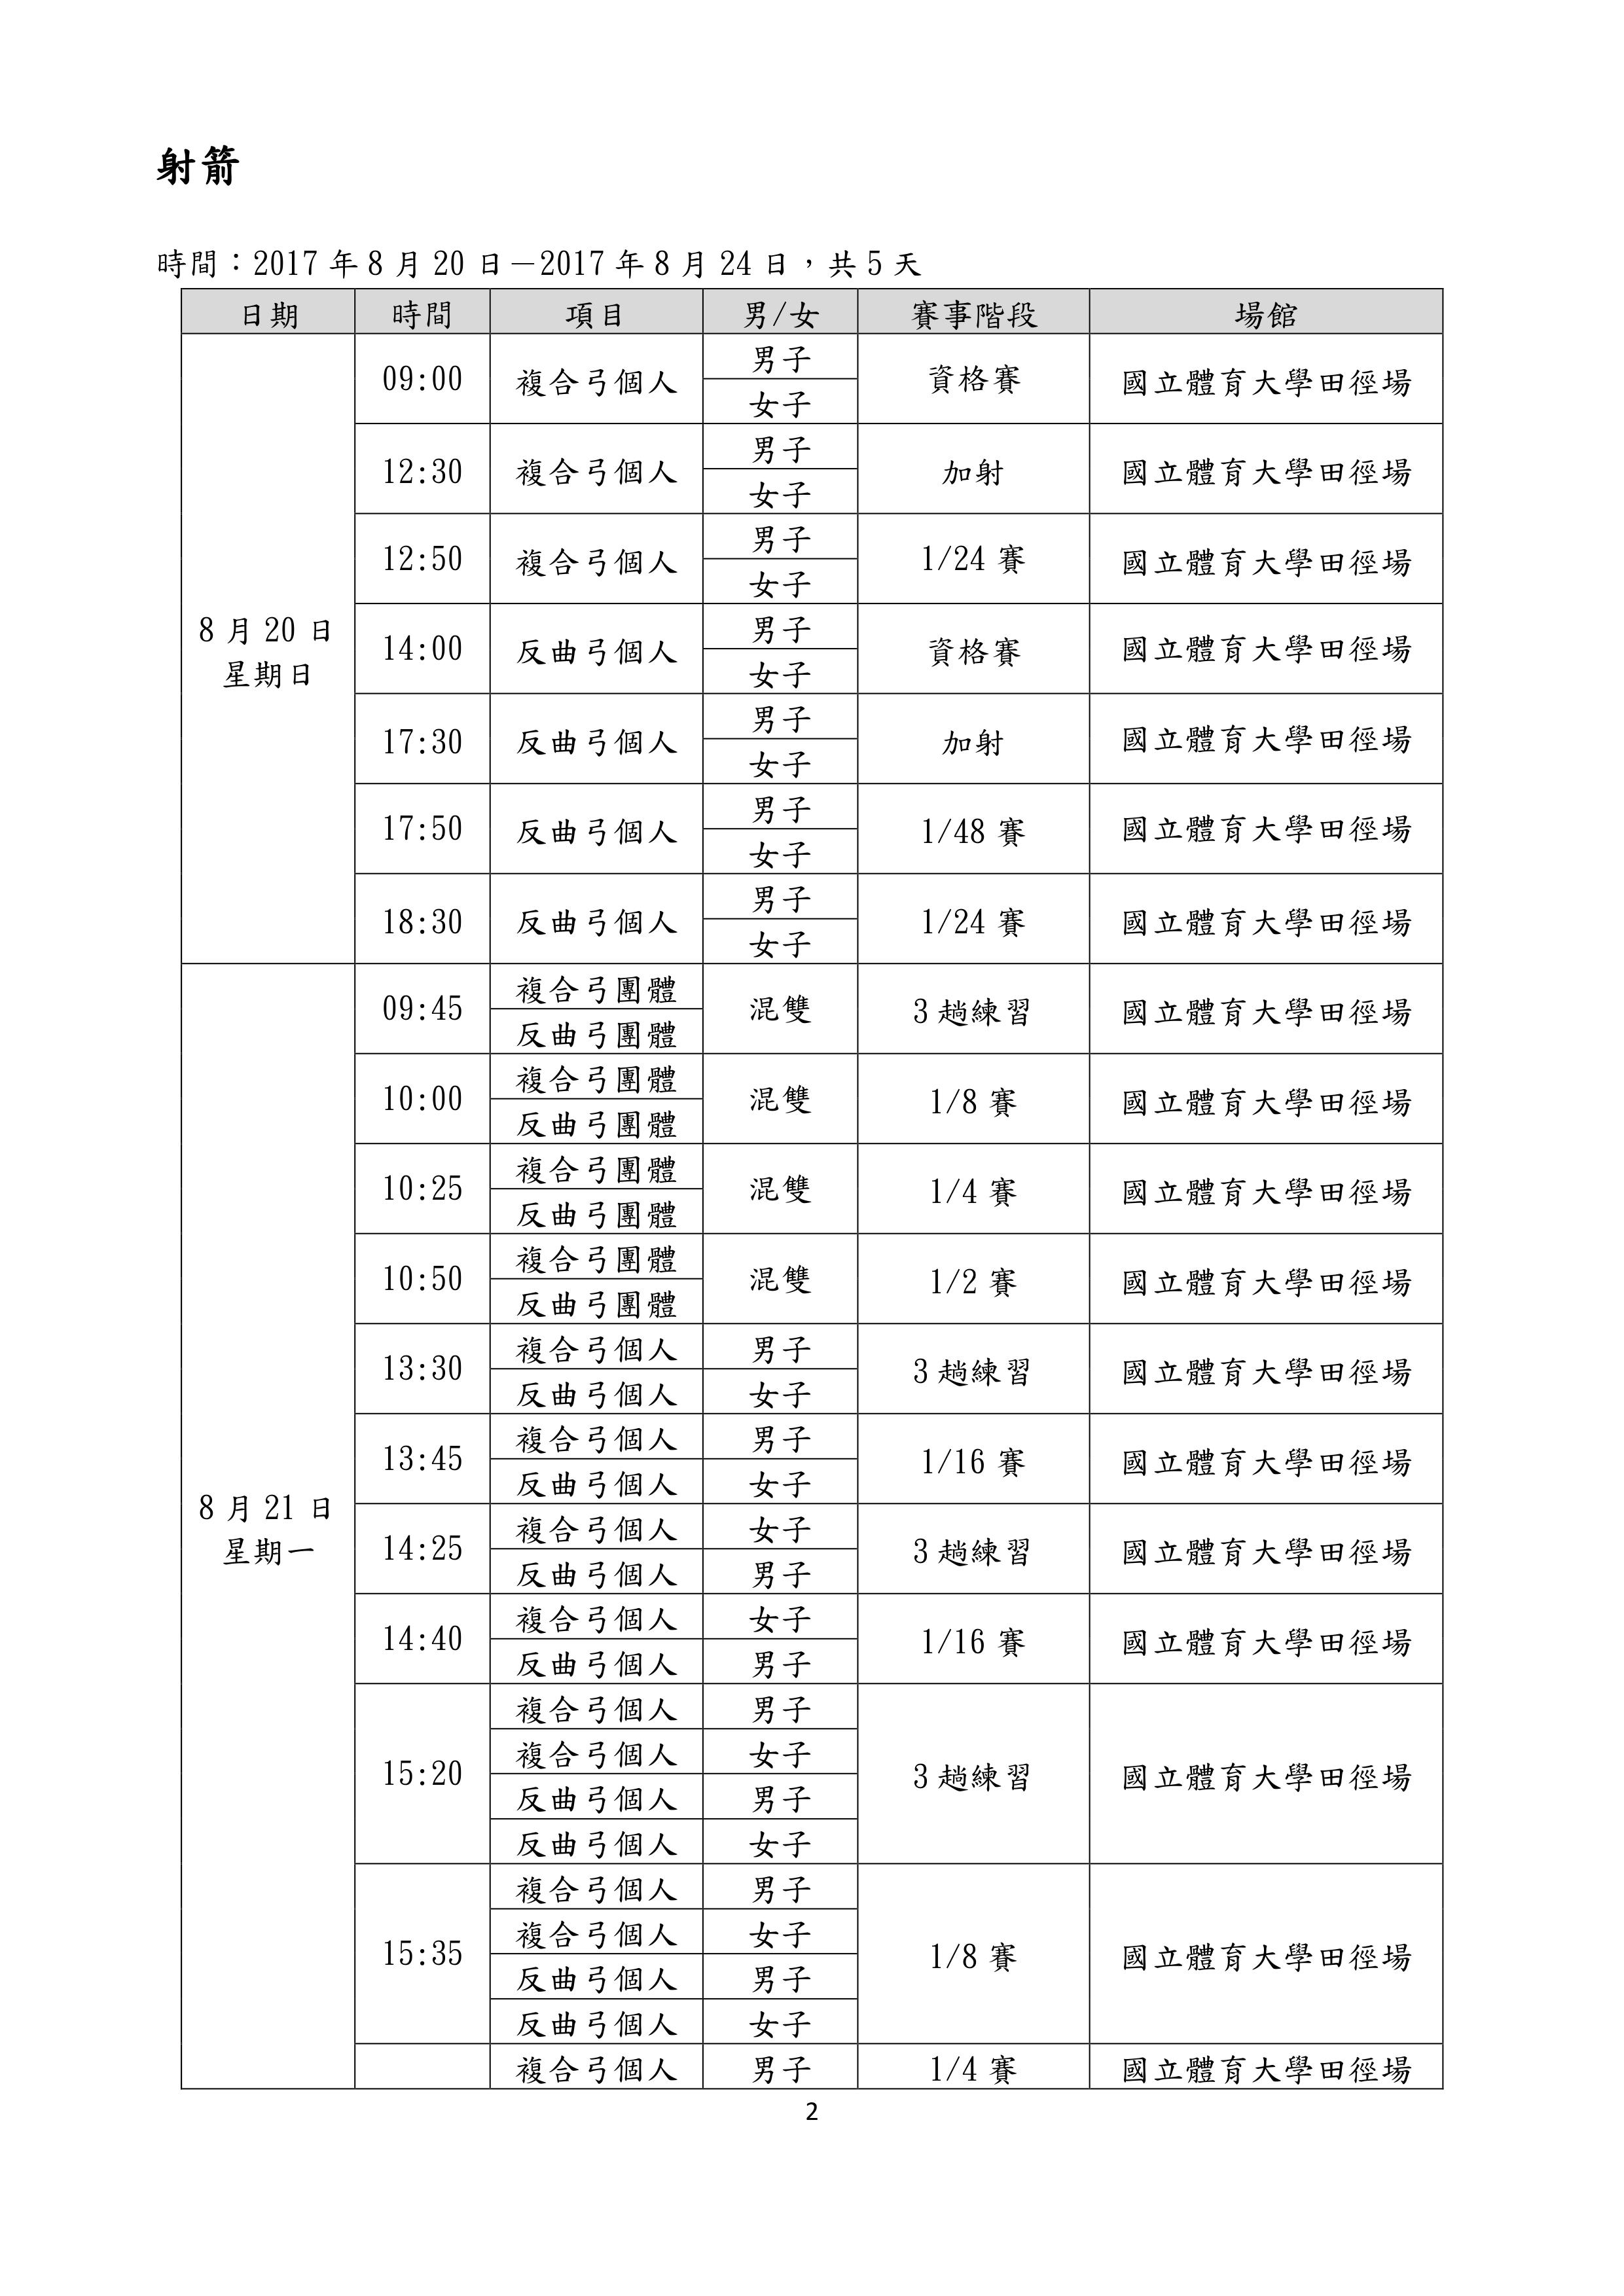 射箭
時間：2017 年 8 月 20 日－2017 年 8 月 24 日，共 5 天
日期 時間 項目 男/女 賽事階段 場館
8 月 20 日
星期日
09:00 複合弓個人 男子 資格賽 國立體育大學田徑場
女子
12:30 複合弓個人 男子 加射 國立體育大學田徑場
女子
12:50 複合弓個人 男子 1/24 賽 國立體育大學田徑場
女子
14:00 反曲弓個人 男子 資格賽 國立體育大學田徑場
女子
17:30 反曲弓個人 男子 加射 國立體育大學田徑場
女子
17:50 反曲弓個人 男子 1/48 賽 國立體育大學田徑場
女子
18:30 反曲弓個人 男子 1/24 賽 國立體育大學田徑場
女子
8 月 21 日
星期一
09:45 複合弓團體 混雙 3 趟練習 國立體育大學田徑場
反曲弓團體
10:00 複合弓團體 混雙 1/8 賽 國立體育大學田徑場
反曲弓團體
10:25 複合弓團體 混雙 1/4 賽 國立體育大學田徑場
反曲弓團體
10:50 複合弓團體 混雙 1/2 賽 國立體育大學田徑場
反曲弓團體
13:30 複合弓個人 男子 3 趟練習 國立體育大學田徑場
反曲弓個人 女子
13:45 複合弓個人 男子 1/16 賽 國立體育大學田徑場
反曲弓個人 女子
14:25 複合弓個人 女子 3 趟練習 國立體育大學田徑場
反曲弓個人 男子
14:40 複合弓個人 女子 1/16 賽 國立體育大學田徑場
反曲弓個人 男子
15:20 複合弓個人 男子 3 趟練習 國立體育大學田徑場
複合弓個人 女子
反曲弓個人 男子
反曲弓個人 女子
15:35 複合弓個人 男子 1/8 賽 國立體育大學田徑場
複合弓個人 女子
反曲弓個人 男子
反曲弓個人 女子
複合弓個人 男子 1/4 賽 國立體育大學田徑場
2